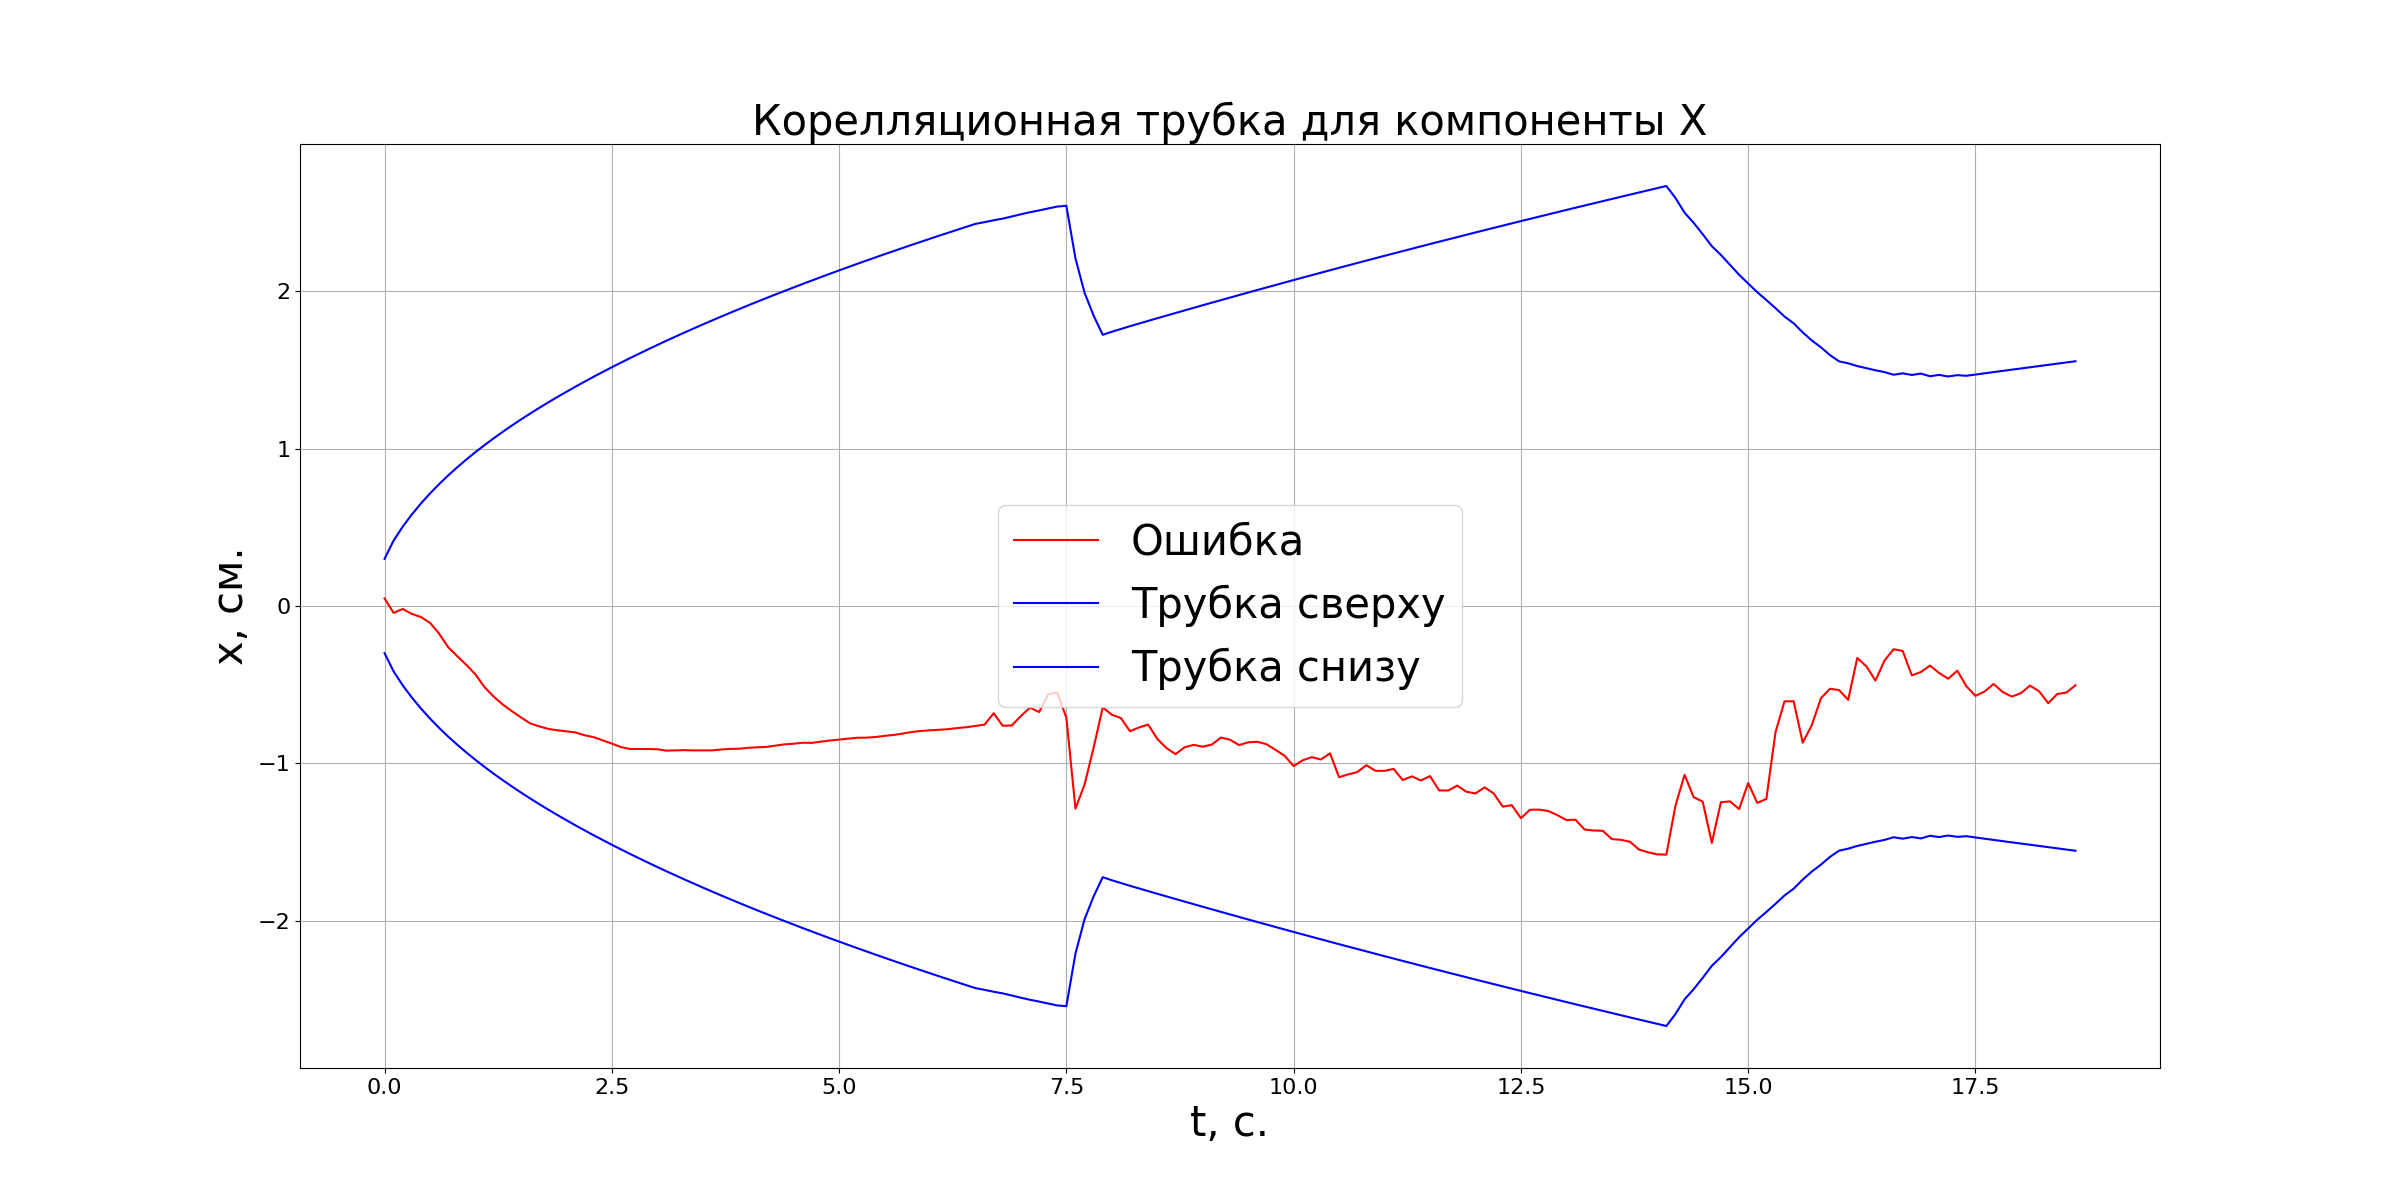 Корелляционная трубка для компоненты X
x, см.
2
1
0
−1
−2
Ошибка
Трубка сверху
Трубка снизу
0.0 2.5 5.0 7.5 10.0 12.5 15.0 17.5
t, с.